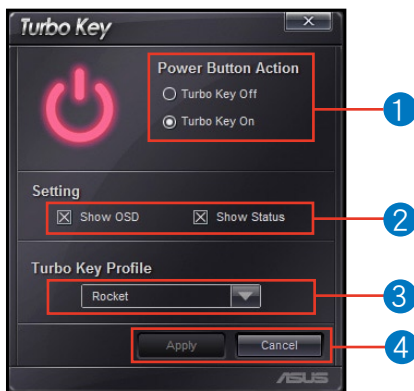 Turbo Key
Power Button Action
Turbo Key Off
Turbo Key On
1
Setting
Show OSD Show Status
2
Turbo Key Profile
Rocket
3
Apply Cancel
4
ASUS